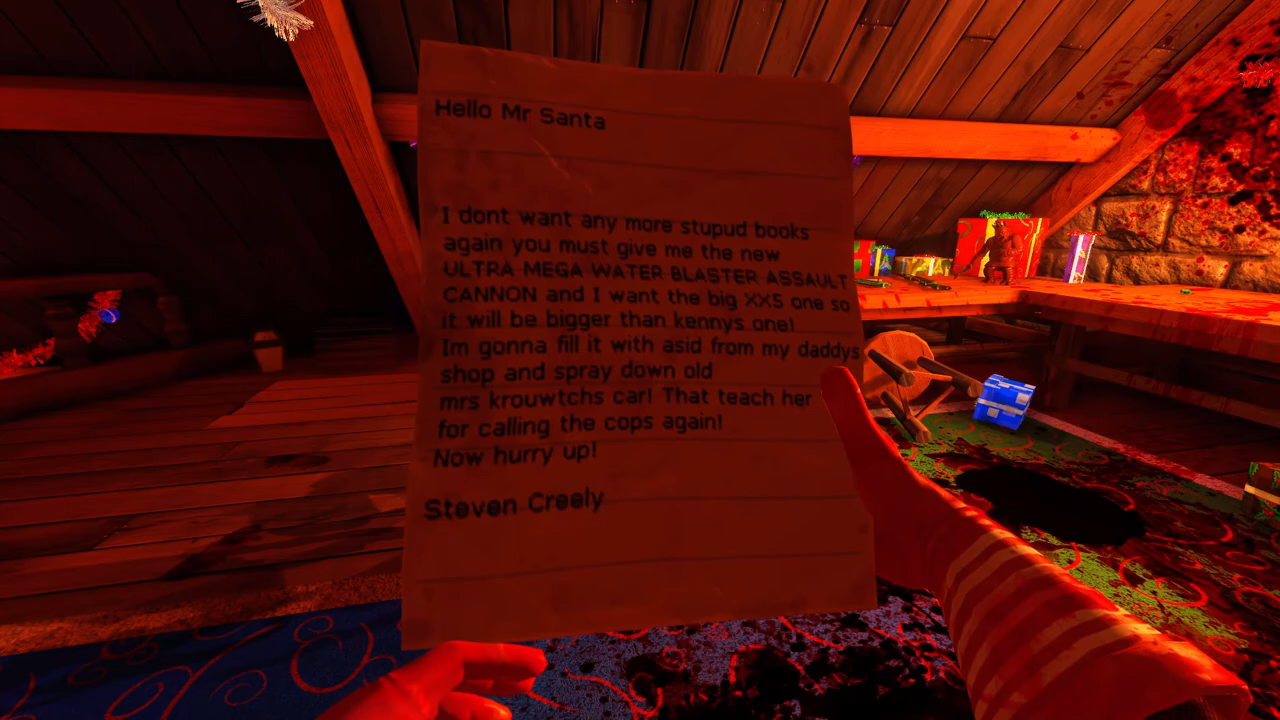 Hello Mr Santa
I dont want any more stupud books
again you must give me the new
ULTRA MEGA WATER BLASTER ASSAULT
CANNON and I want the big XXS one so
it will be bigger than kennys one!
Im gonna fill it with asid from my daddys
shop and spray down old
mrs krouwtchs car! That teach her
for calling the cops again!
Now hurry up!
Steven Creely